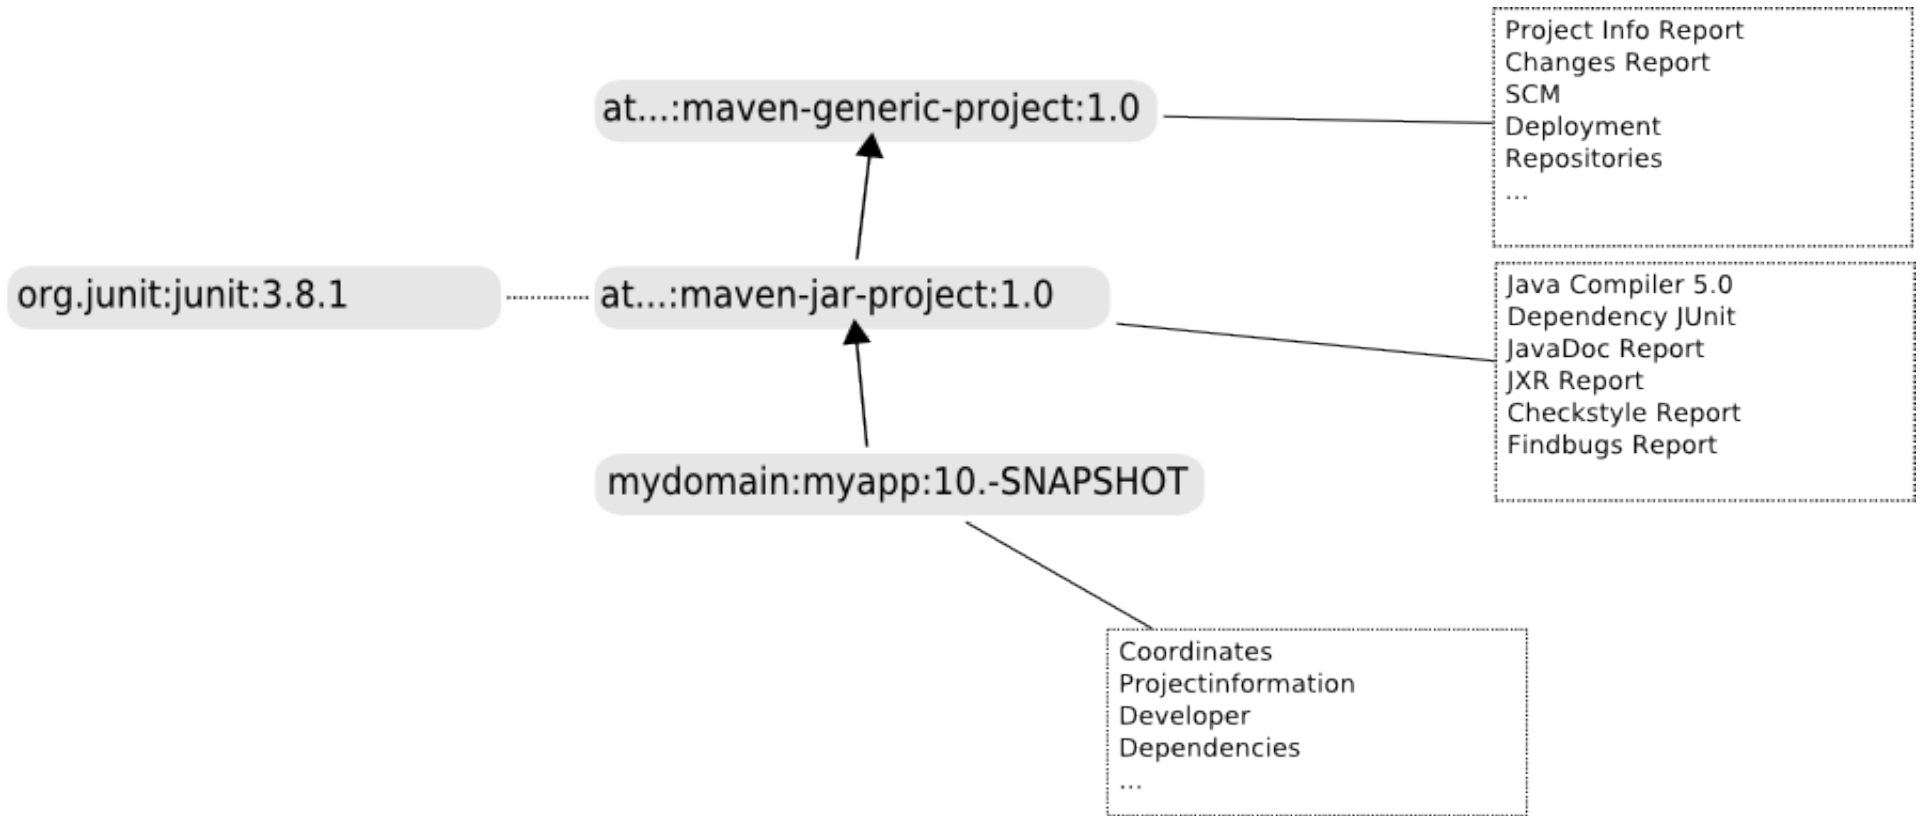 Project Info Report
Changes Report
SCM
Deployment
Repositories
...
at...:maven-generic-project:1.0
org.junit:junit:3.8.1
at...:maven-jar-project:1.0
Java Compiler 5.0
Dependency JUnit
JavaDoc Report
JXR Report
Checkstyle Report
Findbugs Report
mydomain:myapp:10.-SNAPSHOT
Coordinates
Projectinformation
Developer
Dependencies
...